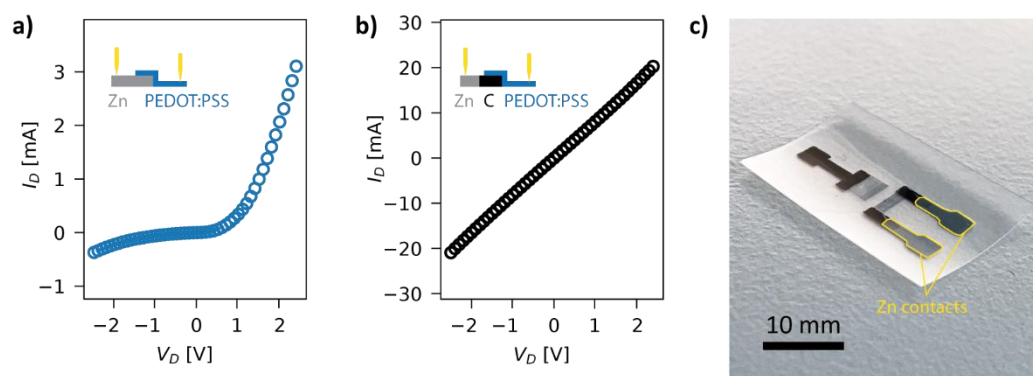 a)
3
2
1
0
−1
I_D [mA]
Zn PEDOT:PSS
−2 −1 0 1 2
V_D [V]
b)
30
20
10
0
−10
−20
−30
I_D [mA]
Zn C PEDOT:PSS
−2 −1 0 1 2
V_D [V]
c)
Zn contacts
10 mm